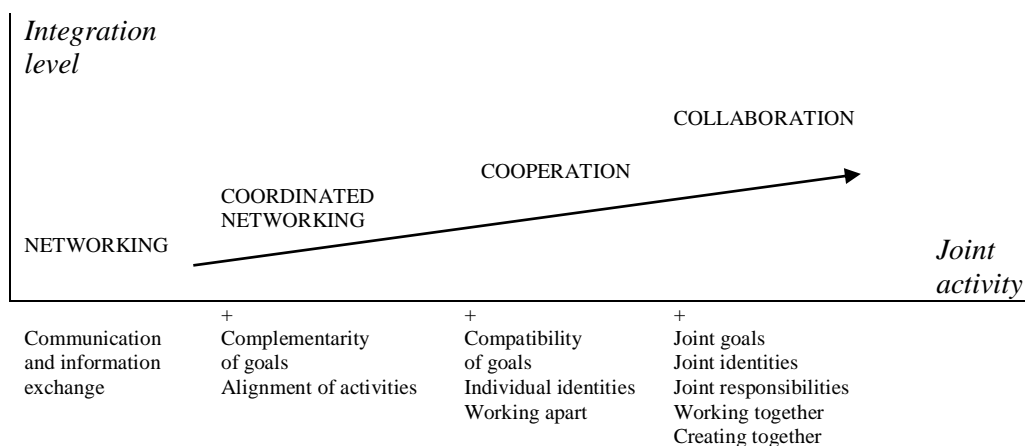 Integration
level
COLLABORATION
COOPERATION
COORDINATED
NETWORKING
NETWORKING
Joint
activity
Communication
and information
exchange
+
Complementarity
of goals
Alignment of activities
+
Compatibility
of goals
Individual identities
Working apart
+
Joint goals
Joint identities
Joint responsibilities
Working together
Creating together